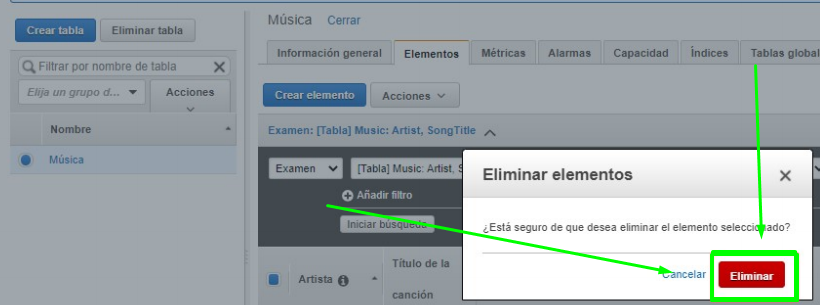 Música Cerrar
Crear tabla Eliminar tabla
Información general Elementos Métricas Alarmas Capacidad Índices Tablas global
Filtrar por nombre de tabla
Elija un grupo d... Acciones
Crear elemento Acciones
Nombre
Examen: [Tabla] Music: Artist, SongTitle
Música
Examen [Tabla] Music: Artist, S
Eliminar elementos
Añadir filtro
Iniciar búsqueda
¿Está seguro de que desea eliminar el elemento seleccionado?
Cancelar Eliminar
Artista
Título de la
canción